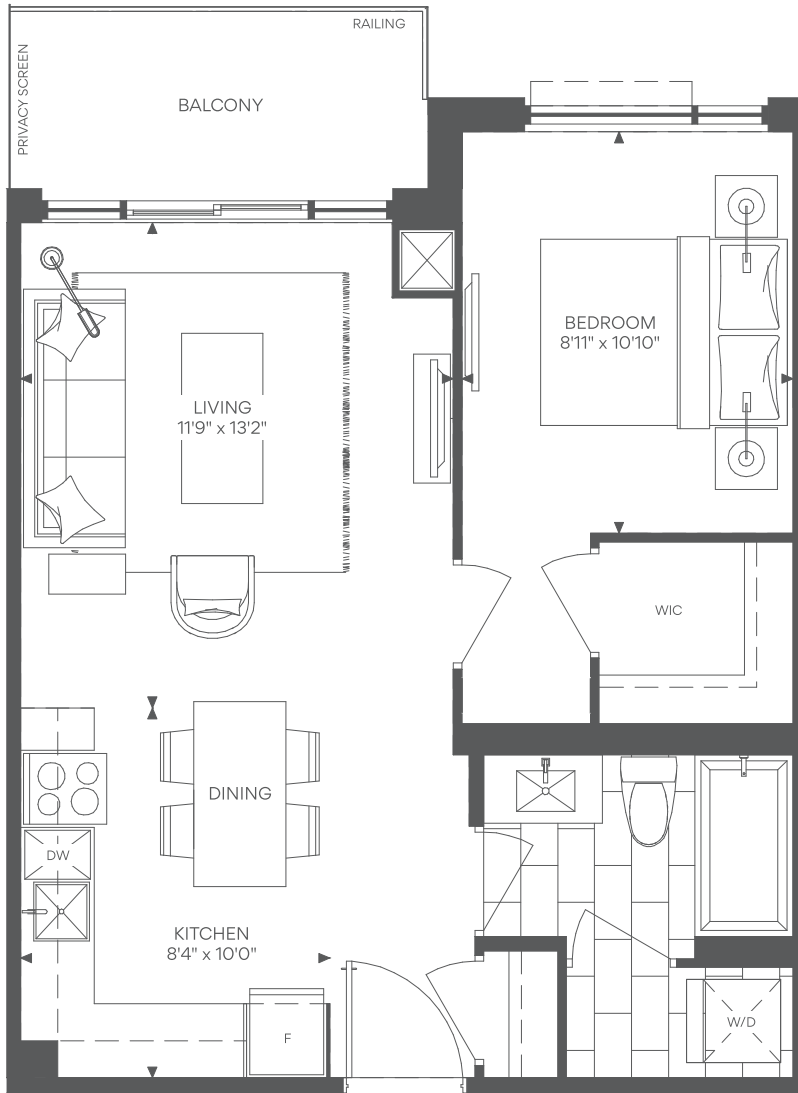 RAILING
PRIVACY SCREEN
BALCONY
BEDROOM
8'11" x 10'10"
LIVING
11'9" x 13'2"
WIC
DINING
DW
KITCHEN
8'4" x 10'0"
W/D
F